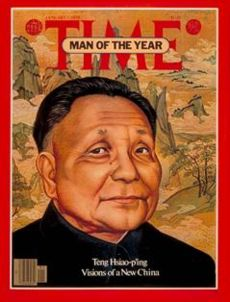 TIME
MAN OF THE YEAR
Teng Hsiao-p'ing
Visions of a New China